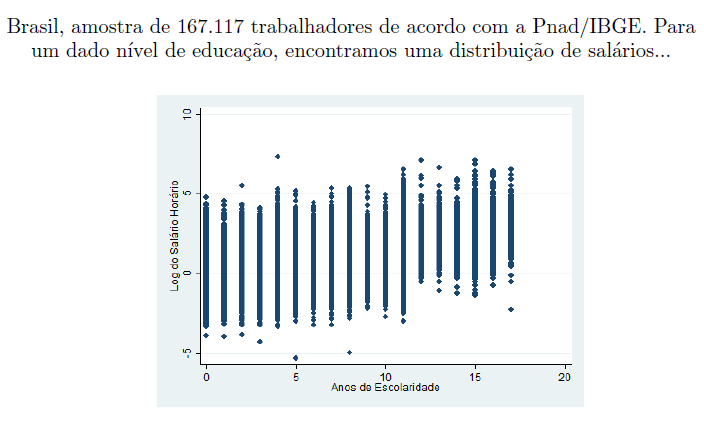 Brasil, amostra de 167.117 trabalhadores de acordo com a Pnad/IBGE. Para
um dado nível de educação, encontramos uma distribuição de salários...
10
5
0
-5
Log do Salário Horário
0 5 10 15 20
Anos de Escolaridade